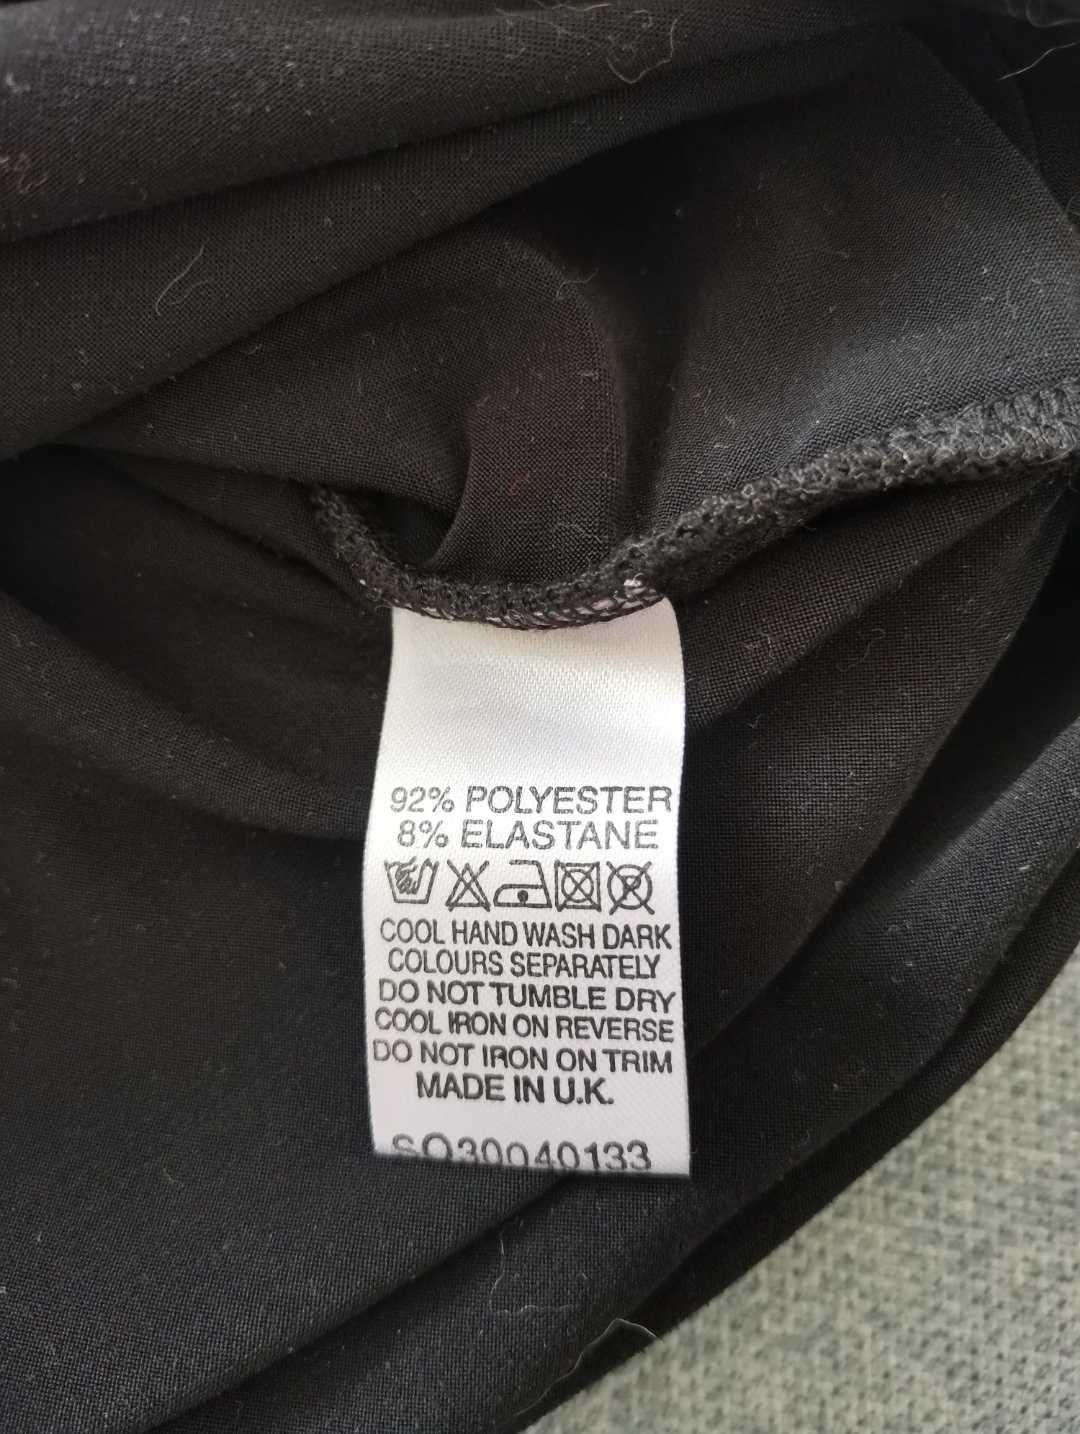 92% POLYESTER
8% ELASTANE
P
COOL HAND WASH DARK
COLOURS SEPARATELY
DO NOT TUMBLE DRY
COOL IRON ON REVERSE
DO NOT IRON ON TRIM
MADE IN U.K.
SO30040133